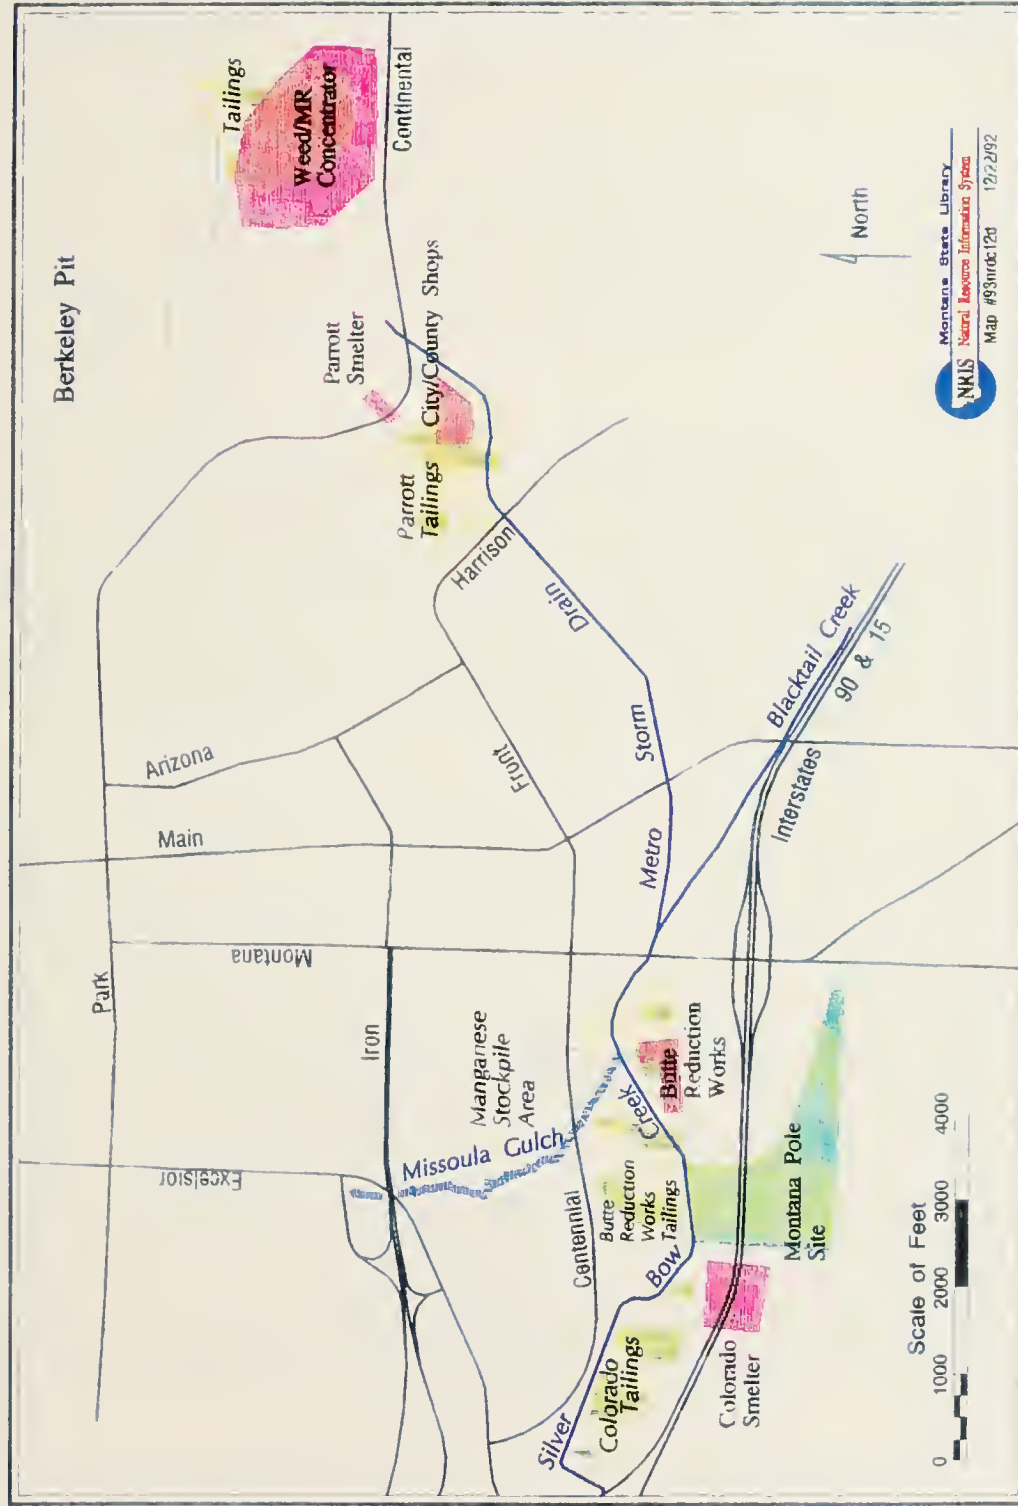 Berkeley Pit
Tailings
Weed/MR
Concentrator
Continental
Parrott
Smelter
City/County Shops
Parrott
Tailings
Park
Arizona
Main
Montana
Excelsior
Iron
Front
Harrison
Manganese
Stockpile
Area
Missoula Gulch
Centennial
Metro
Storm
Drain
Blacktail Creek
Interstates
90 & 15
Silver
Bow
Creek
Butte
Reduction
Works
Tailings
Butte
Reduction
Works
Colorado
Tailings
Colorado
Smelter
Montana Pole
Site
North
Scale of Feet
0 1000 2000 3000 4000
NRIS
Montana State Library
Natural Resource Information System
Map #93nrdc12d 12/22/92